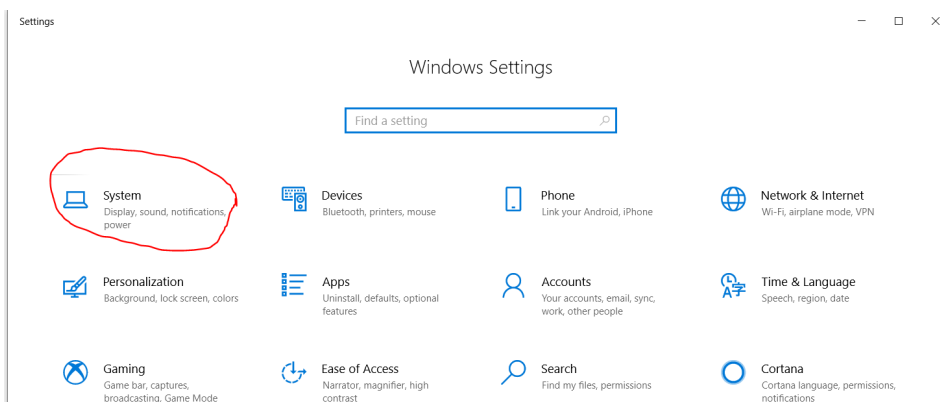 Settings
Windows Settings
Find a setting
System
Display, sound, notifications,
power
Devices
Bluetooth, printers, mouse
Phone
Link your Android, iPhone
Network & Internet
Wi-Fi, airplane mode, VPN
Personalization
Background, lock screen, colors
Apps
Uninstall, defaults, optional
features
Accounts
Your accounts, email, sync,
work, other people
Time & Language
Speech, region, date
Gaming
Game bar, captures,
broadcasting, Game Mode
Ease of Access
Narrator, magnifier, high
contrast
Search
Find my files, permissions
Cortana
Cortana language, permissions,
notifications